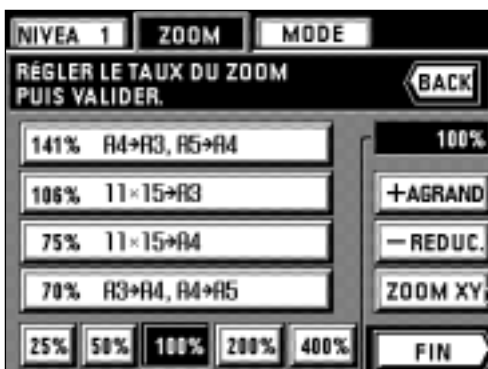 NIVEA 1 ZOOM MODE
RÉGLER LE TAUX DU ZOOM
PUIS VALIDER.
BACK
100%
141% A4→A3, A5→A4
106% 11×15→A3
+AGRAND
75% 11×15→A4
−REDUC.
70% A3→A4, A4→A5
ZOOM XY
25% 50% 100% 200% 400%
FIN